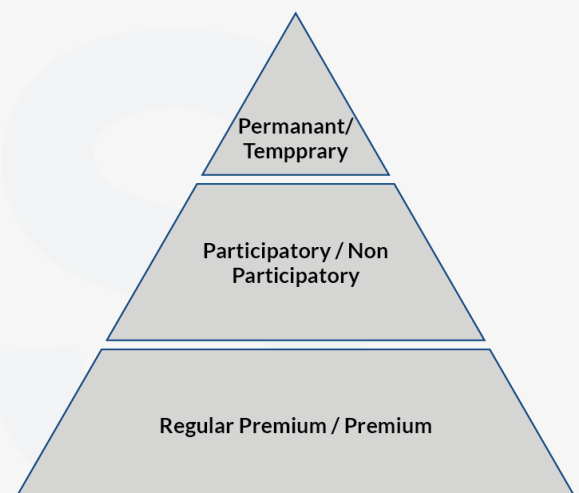 Permanant/
Tempprary
Participatory / Non
Participatory
Regular Premium / Premium